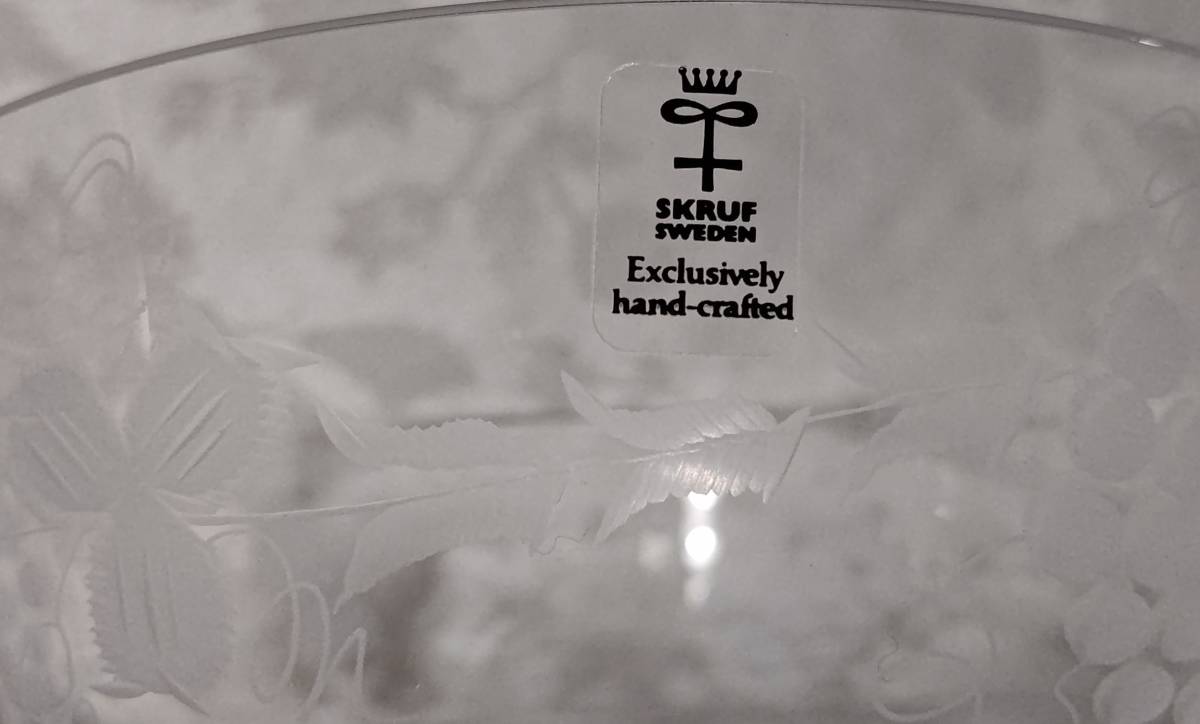 SKRUF
SWEDEN
Exclusively
hand-crafted